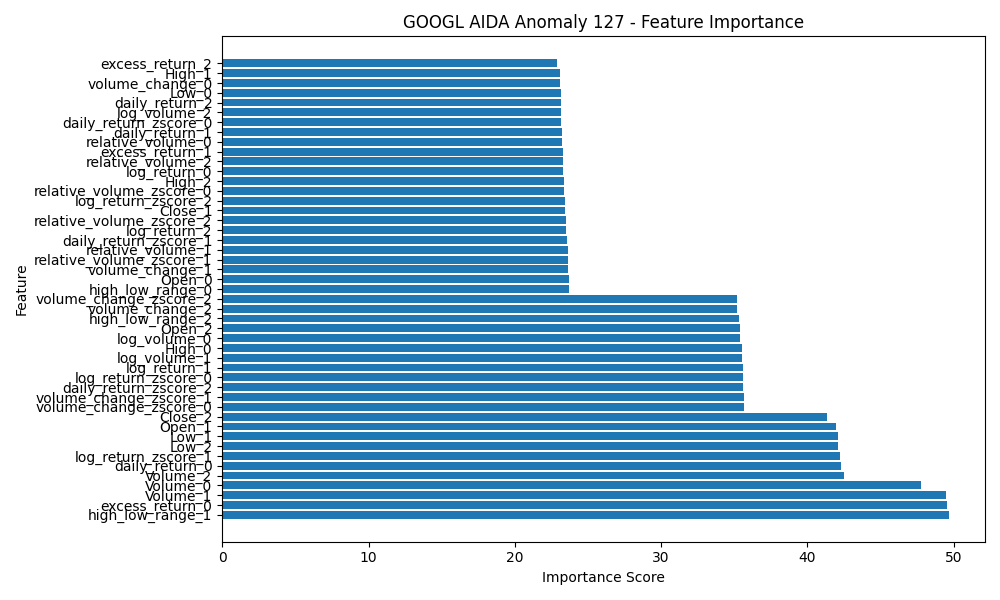 GOOGL AIDA Anomaly 127 - Feature Importance
excess_return_2
High_1
volume_change_0
Low_0
daily_return_2
log_volume_2
daily_return_zscore_0
daily_return_1
relative_volume_0
excess_return_1
relative_volume_2
log_return_0
High_2
relative_volume_zscore_0
log_return_zscore_2
Close_1
relative_volume_zscore_2
log_return_2
daily_return_zscore_1
relative_volume_1
relative_volume_zscore_1
volume_change_1
Open_0
high_low_range_0
volume_change_zscore_2
volume_change_2
high_low_range_2
Open_2
log_volume_0
High_0
log_volume_1
log_return_1
log_return_zscore_0
daily_return_zscore_2
volume_change_zscore_1
volume_change_zscore_0
Close_2
Open_1
Low_1
Low_2
log_return_zscore_1
daily_return_0
Volume_2
Volume_0
Volume_1
excess_return_0
high_low_range_1
Feature
0 10 20 30 40 50
Importance Score